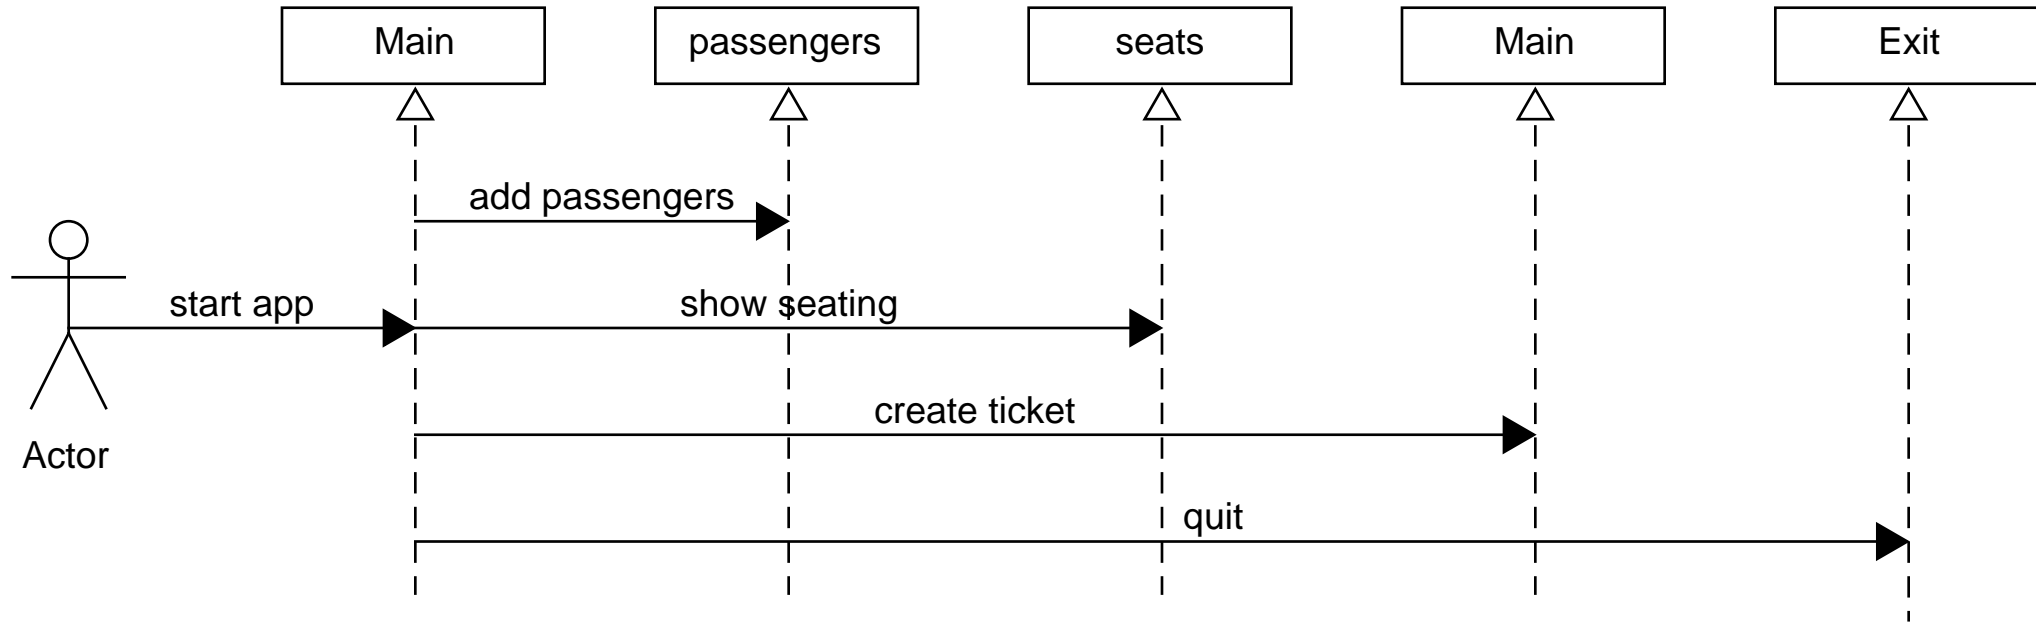 Main
passengers
seats
Main
Exit
add passengers
start app
show seating
create ticket
Actor
quit